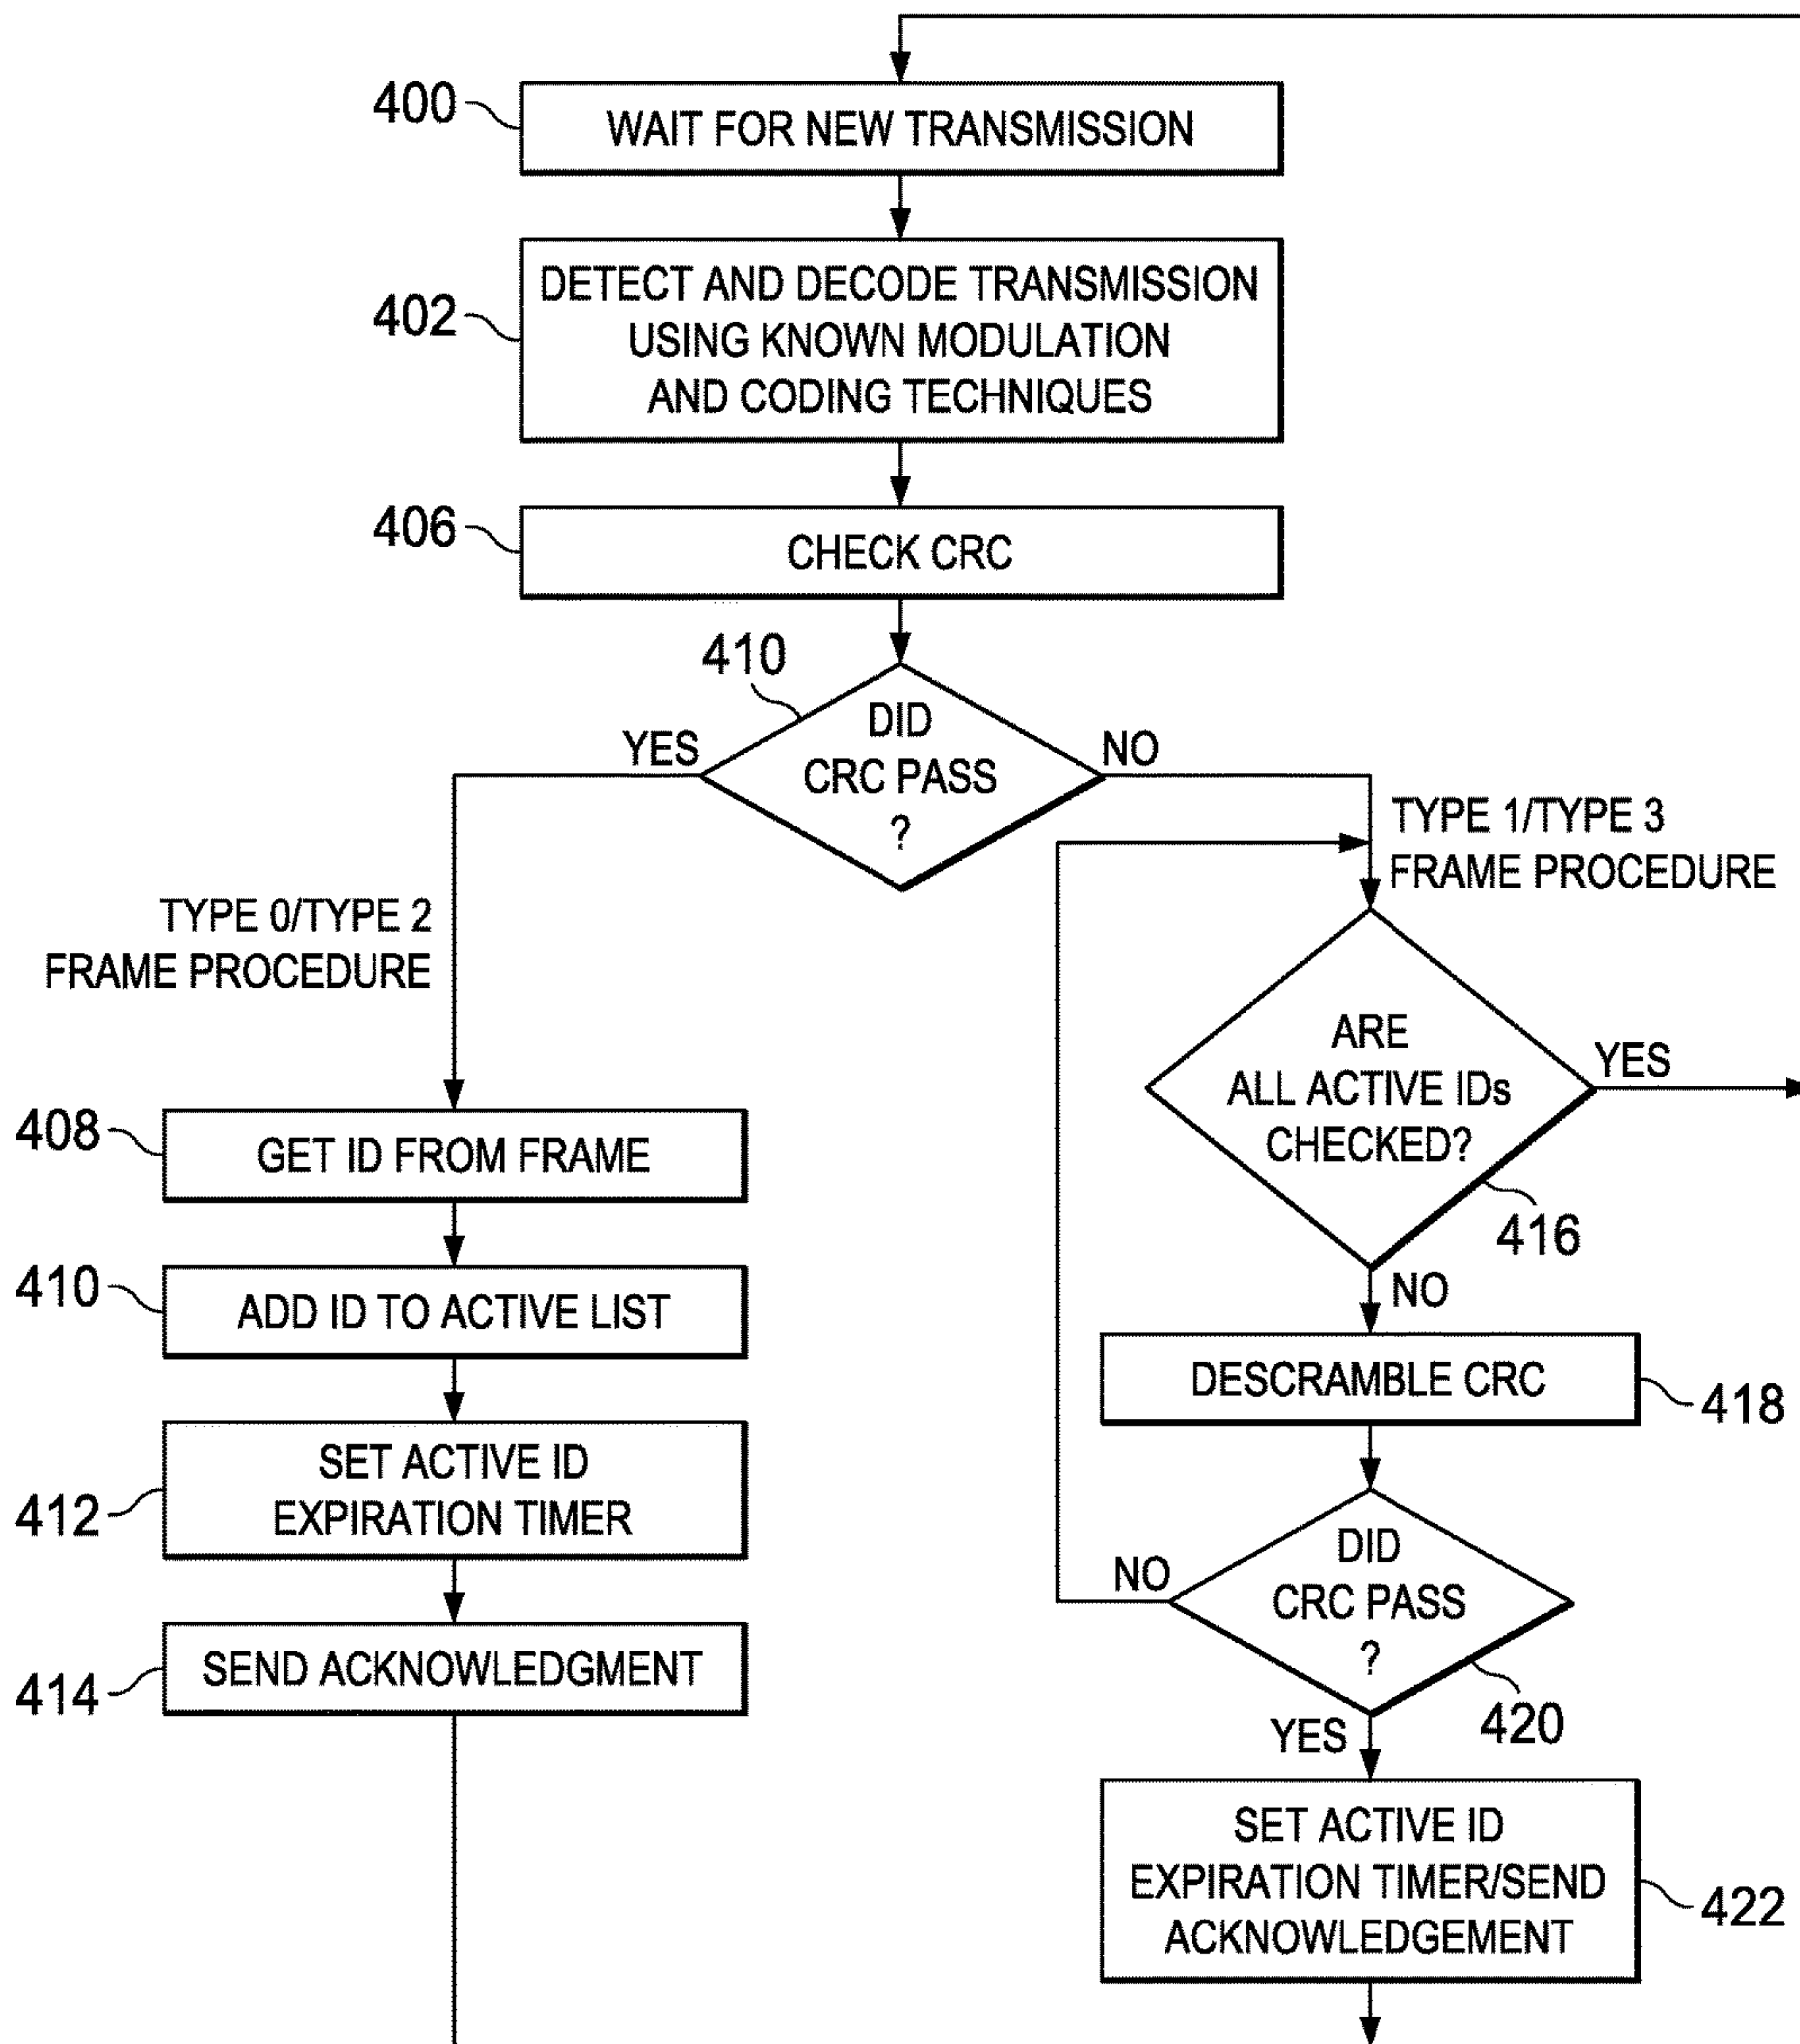 400
WAIT FOR NEW TRANSMISSION
402
DETECT AND DECODE TRANSMISSION
USING KNOWN MODULATION
AND CODING TECHNIQUES
406
CHECK CRC
410
DID
CRC PASS
?
YES
NO
TYPE 0/TYPE 2
FRAME PROCEDURE
408
GET ID FROM FRAME
410
ADD ID TO ACTIVE LIST
412
SET ACTIVE ID
EXPIRATION TIMER
414
SEND ACKNOWLEDGMENT
TYPE 1/TYPE 3
FRAME PROCEDURE
ARE
ALL ACTIVE IDs
CHECKED?
YES
416
NO
DESCRAMBLE CRC
418
DID
CRC PASS
?
NO
420
YES
SET ACTIVE ID
EXPIRATION TIMER/SEND
ACKNOWLEDGEMENT
422